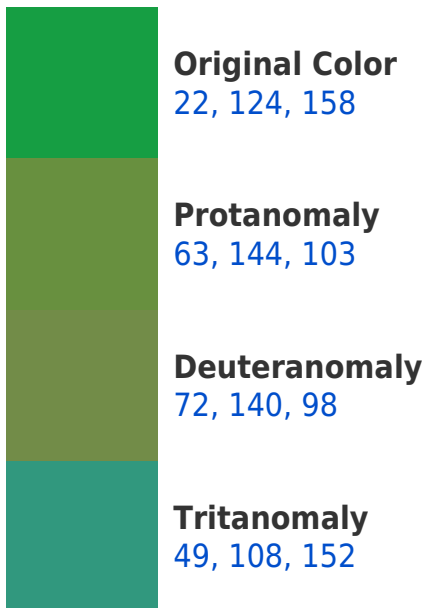 Original Color
22, 124, 158
Protanomaly
63, 144, 103
Deuteranomaly
72, 140, 98
Tritanomaly
49, 108, 152